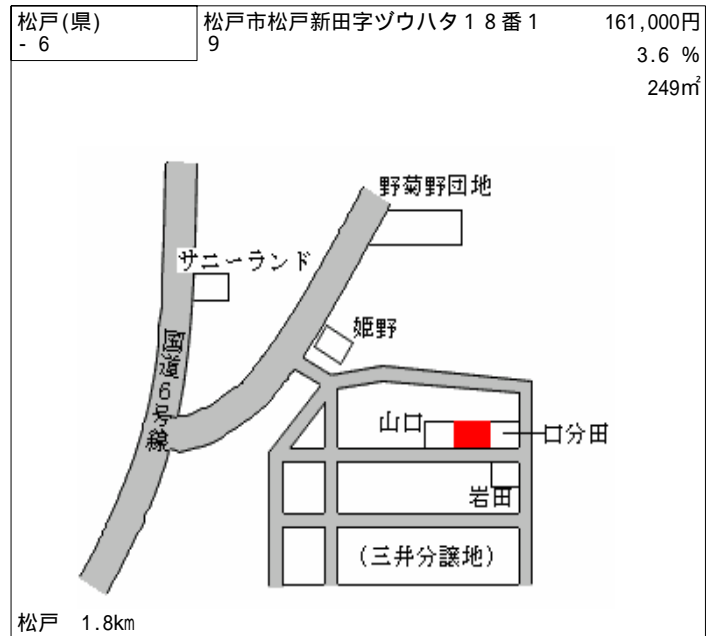 松戸(県)
- 6
松戸市松戸新田字ヅウハタ１８番１
９
161,000円
3.6 %
249㎡
野菊野団地
サニーランド
姫野
国道６号線
山口
口分田
岩田
(三井分譲地)
松戸 1.8km